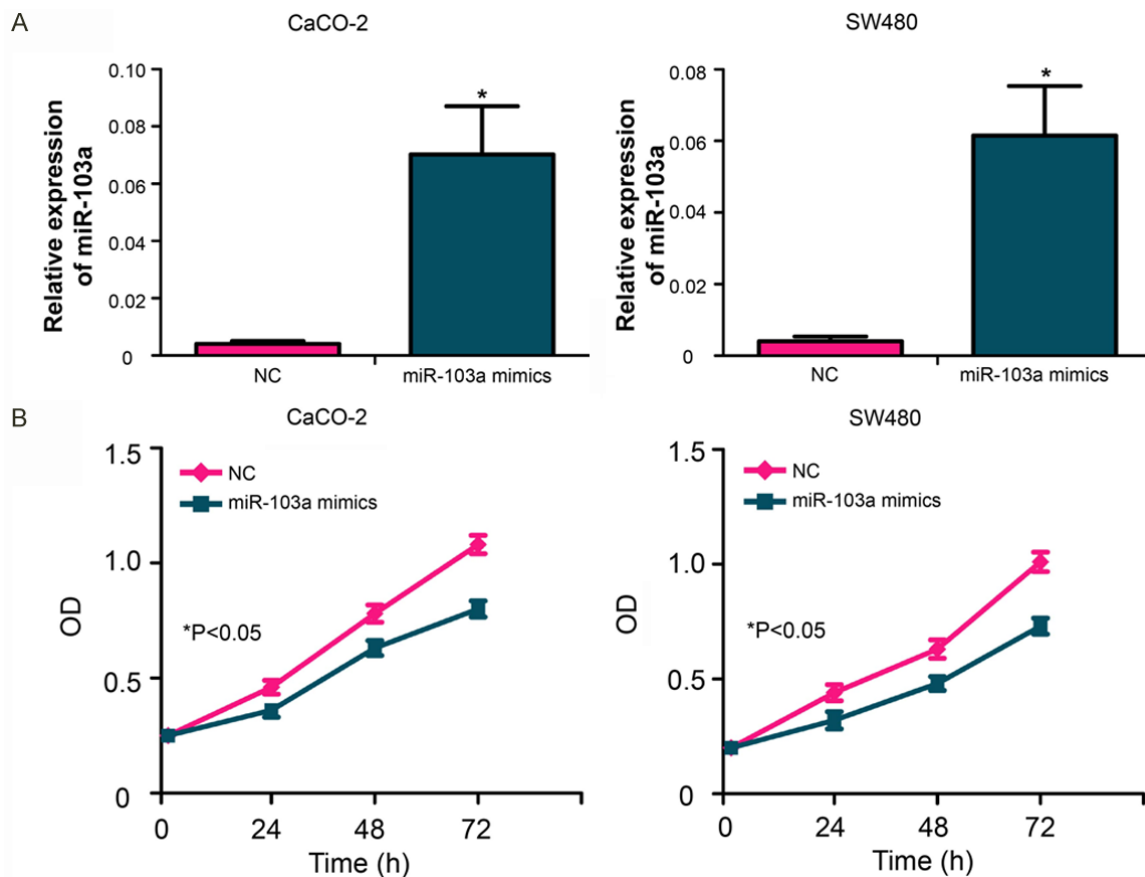 A
CaCO-2
SW480
Relative expression
of miR-103a
0.10
0.08
0.06
0.04
0.02
0
*
NC
miR-103a mimics
Relative expression
of miR-103a
0.08
0.06
0.04
0.02
0
*
NC
miR-103a mimics
B
CaCO-2
SW480
OD
1.5
1.0
0.5
0
NC
miR-103a mimics
*P<0.05
0 24 48 72
Time (h)
OD
1.5
1.0
0.5
0
NC
miR-103a mimics
*P<0.05
0 24 48 72
Time (h)